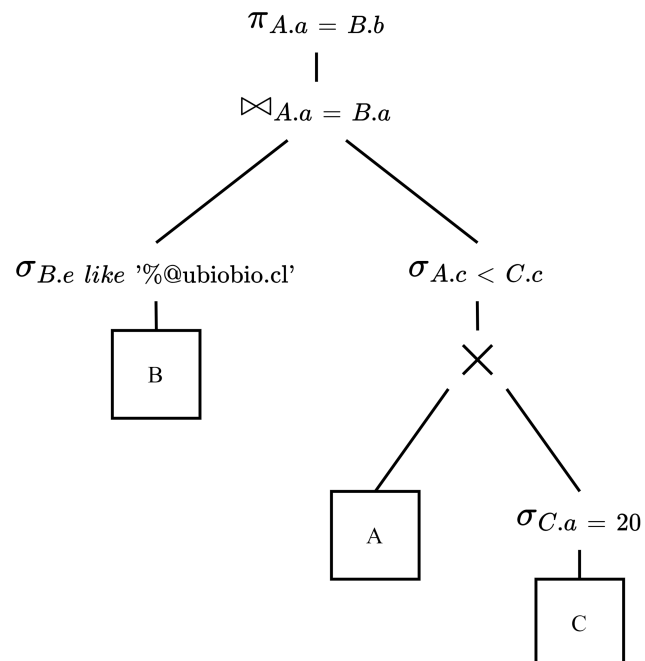 π A.a = B.b
⋈ A.a = B.a
σ B.e like '%@ubiobio.cl'
σ A.c < C.c
B
×
A
σ C.a = 20
C